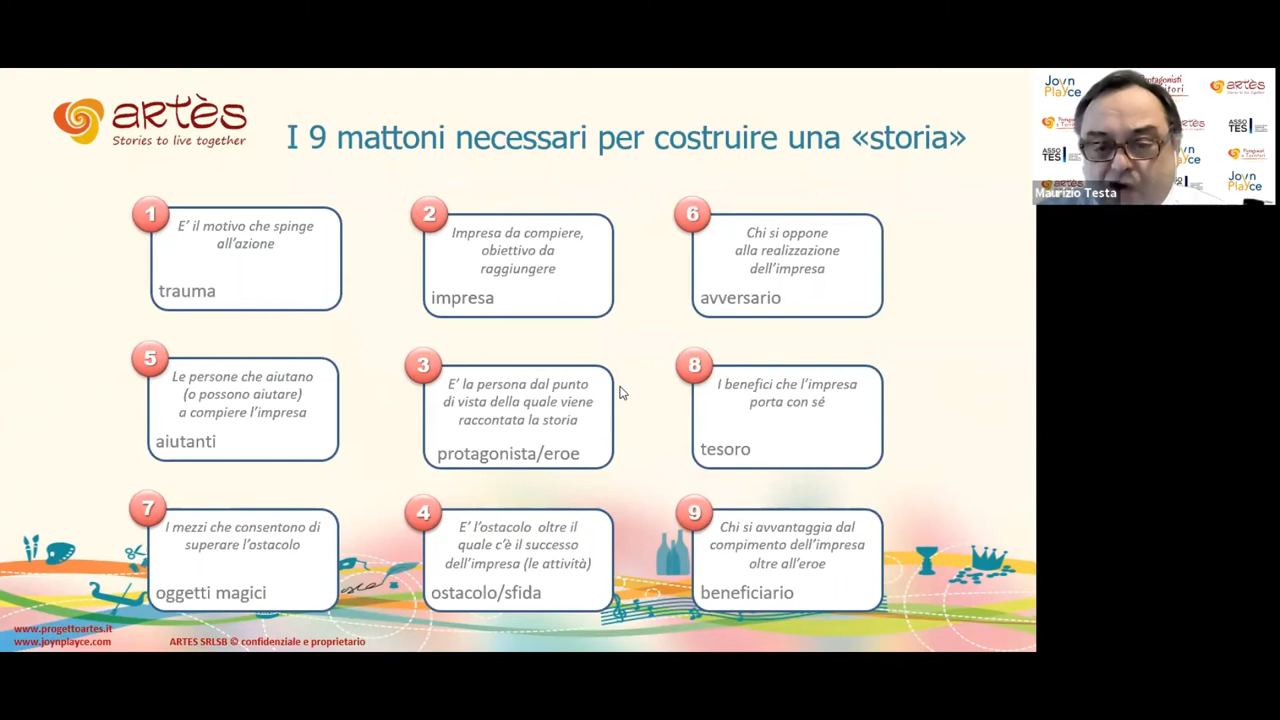 artès
Stories to live together
I 9 mattoni necessari per costruire una «storia»
1
E’ il motivo che spinge
all’azione
trauma
2
Impresa da compiere,
obiettivo da
raggiungere
impresa
6
Chi si oppone
alla realizzazione
dell’impresa
avversario
5
Le persone che aiutano
(o possono aiutare)
a compiere l’impresa
aiutanti
3
E’ la persona dal punto
di vista della quale viene
raccontata la storia
protagonista/eroe
8
I benefici che l’impresa
porta con sé
tesoro
7
I mezzi che consentono di
superare l’ostacolo
oggetti magici
4
E’ l’ostacolo oltre il
quale c’è il successo
dell’impresa (le attività)
ostacolo/sfida
9
Chi si avvantaggia dal
compimento dell’impresa
oltre all’eroe
beneficiario
www.progettoartes.it
www.joynplayce.com
ARTES SRLSB © confidenziale e proprietario
Joyn
Playce
artès
ASSO
TES
ASSO
TES
Joyn
Playce
Maurizio Testa